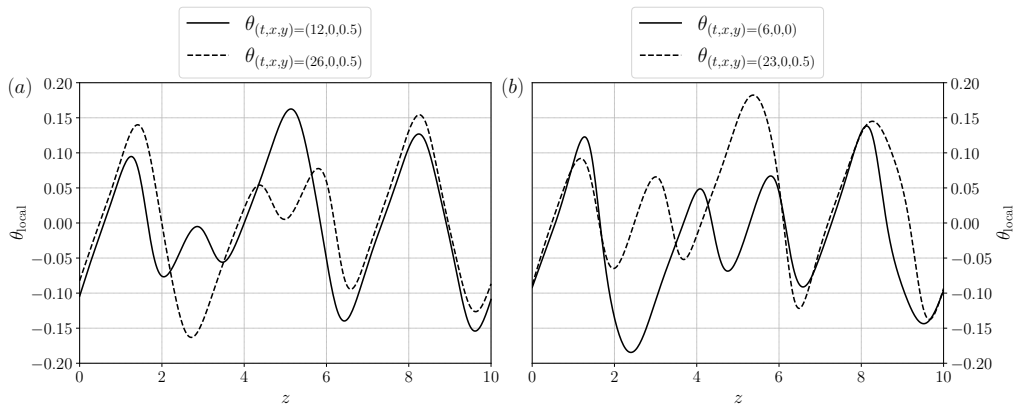 θ(t,x,y)=(12,0,0.5)
θ(t,x,y)=(26,0,0.5)
θ(t,x,y)=(6,0,0)
θ(t,x,y)=(23,0,0.5)
(a)
0.20
0.15
0.10
0.05
0.00
−0.05
−0.10
−0.15
−0.20
θlocal
0 2 4 6 8 10
z
(b)
0.20
0.15
0.10
0.05
0.00
−0.05
−0.10
−0.15
−0.20
θlocal
0 2 4 6 8 10
z